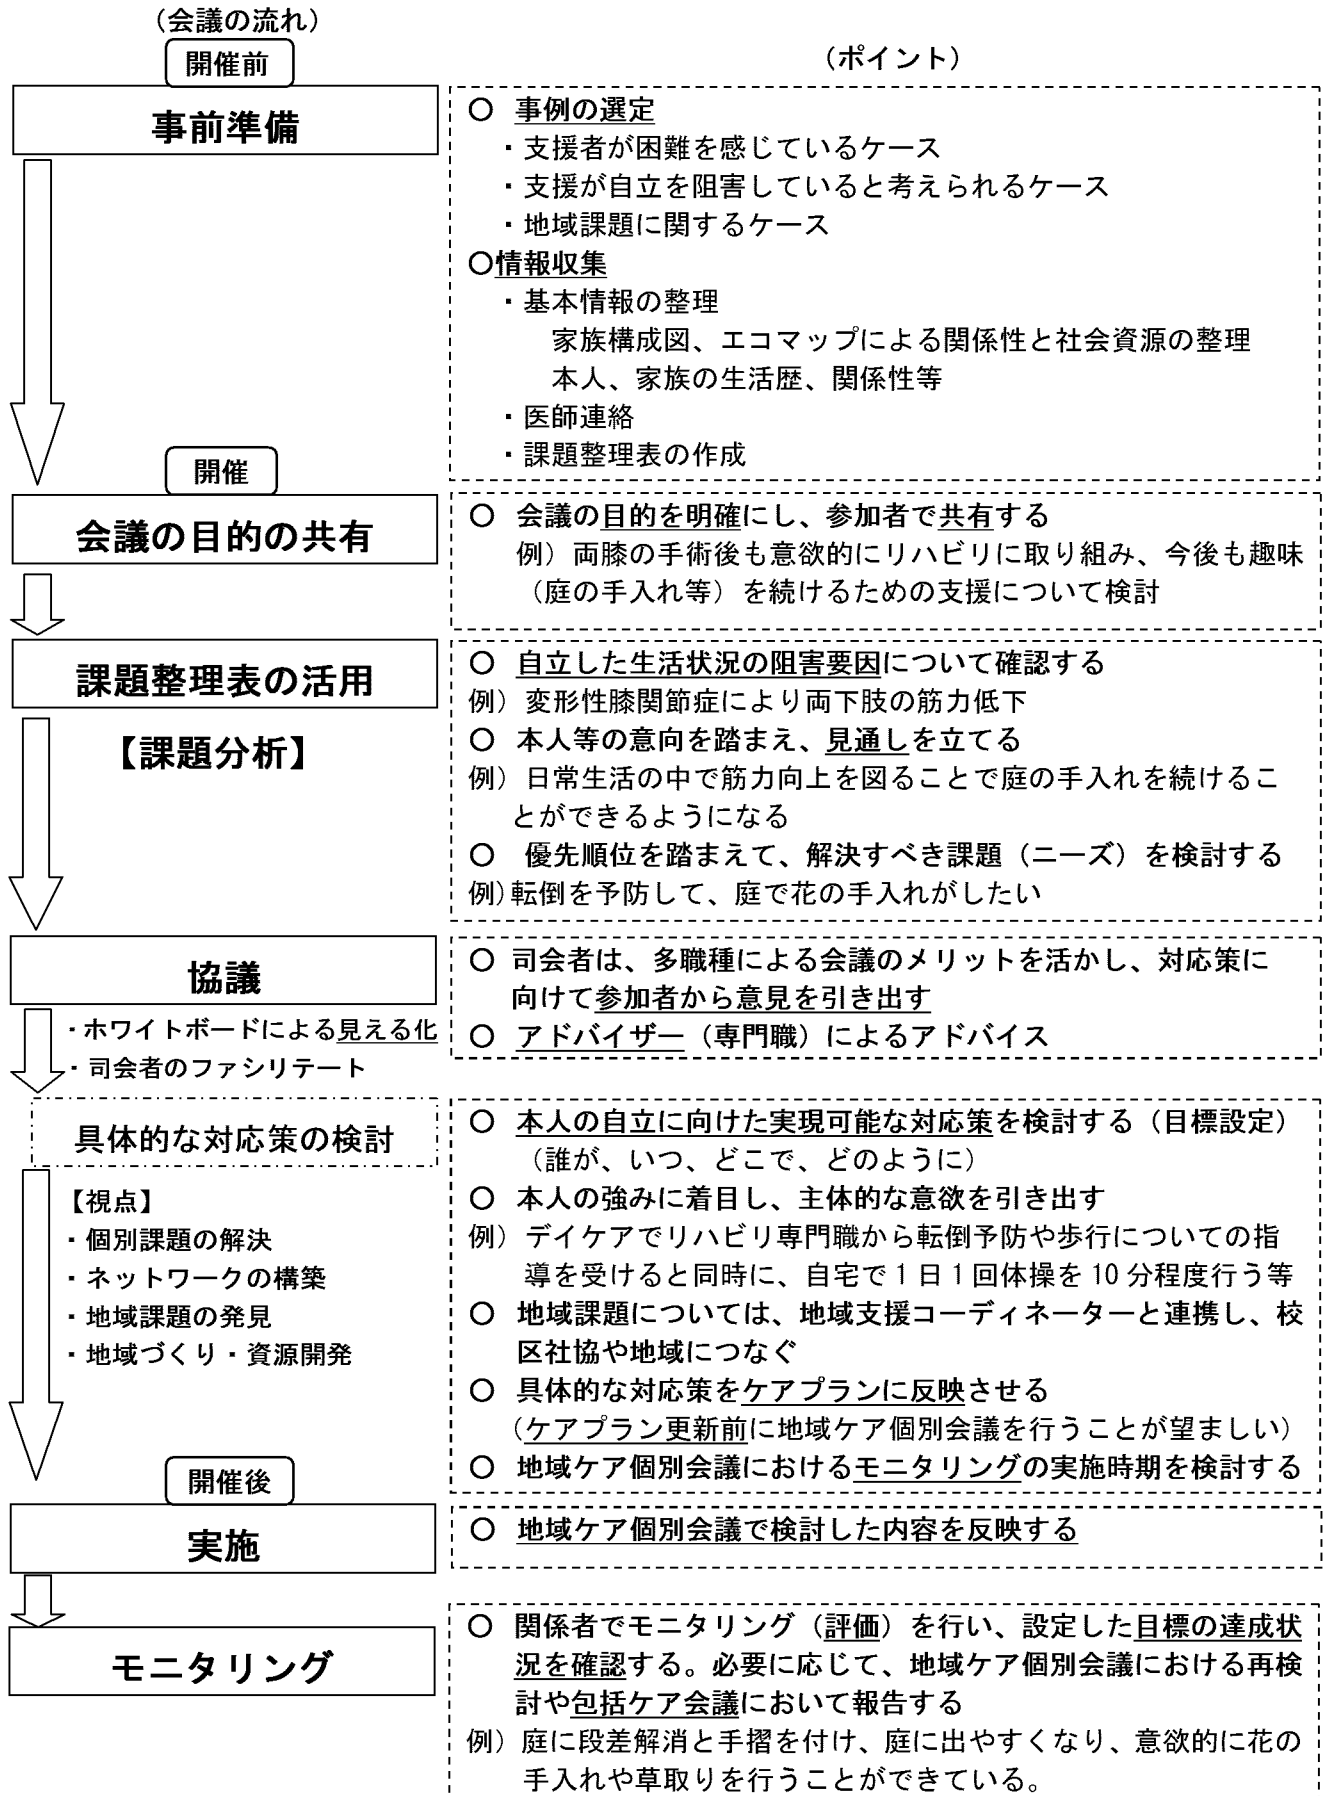 （会議の流れ）
開催前
（ポイント）
事前準備
○ 事例の選定
・支援者が困難を感じているケース
・支援が自立を阻害していると考えられるケース
・地域課題に関するケース
○情報収集
・基本情報の整理
家族構成図、エコマップによる関係性と社会資源の整理
本人、家族の生活歴、関係性等
・医師連絡
・課題整理表の作成
開催
会議の目的の共有
○ 会議の目的を明確にし、参加者で共有する
例）両膝の手術後も意欲的にリハビリに取り組み、今後も趣味
（庭の手入れ等）を続けるための支援について検討
課題整理表の活用
【課題分析】
○ 自立した生活状況の阻害要因について確認する
例）変形性膝関節症により両下肢の筋力低下
○ 本人等の意向を踏まえ、見通しを立てる
例）日常生活の中で筋力向上を図ることで庭の手入れを続けるこ
とができるようになる
○ 優先順位を踏まえて、解決すべき課題（ニーズ）を検討する
例）転倒を予防して、庭で花の手入れがしたい
協議
・ホワイトボードによる見える化
・司会者のファシリテート
○ 司会者は、多職種による会議のメリットを活かし、対応策に
向けて参加者から意見を引き出す
○ アドバイザー（専門職）によるアドバイス
具体的な対応策の検討
【視点】
・個別課題の解決
・ネットワークの構築
・地域課題の発見
・地域づくり・資源開発
○ 本人の自立に向けた実現可能な対応策を検討する（目標設定）
（誰が、いつ、どこで、どのように）
○ 本人の強みに着目し、主体的な意欲を引き出す
例）デイケアでリハビリ専門職から転倒予防や歩行についての指
導を受けると同時に、自宅で１日１回体操を 10 分程度行う等
○ 地域課題については、地域支援コーディネーターと連携し、校
区社協や地域につなぐ
○ 具体的な対応策をケアプランに反映させる
（ケアプラン更新前に地域ケア個別会議を行うことが望ましい）
○ 地域ケア個別会議におけるモニタリングの実施時期を検討する
開催後
実施
○ 地域ケア個別会議で検討した内容を反映する
モニタリング
○ 関係者でモニタリング（評価）を行い、設定した目標の達成状
況を確認する。必要に応じて、地域ケア個別会議における再検
討や包括ケア会議において報告する
例）庭に段差解消と手摺を付け、庭に出やすくなり、意欲的に花の
手入れや草取りを行うことができている。